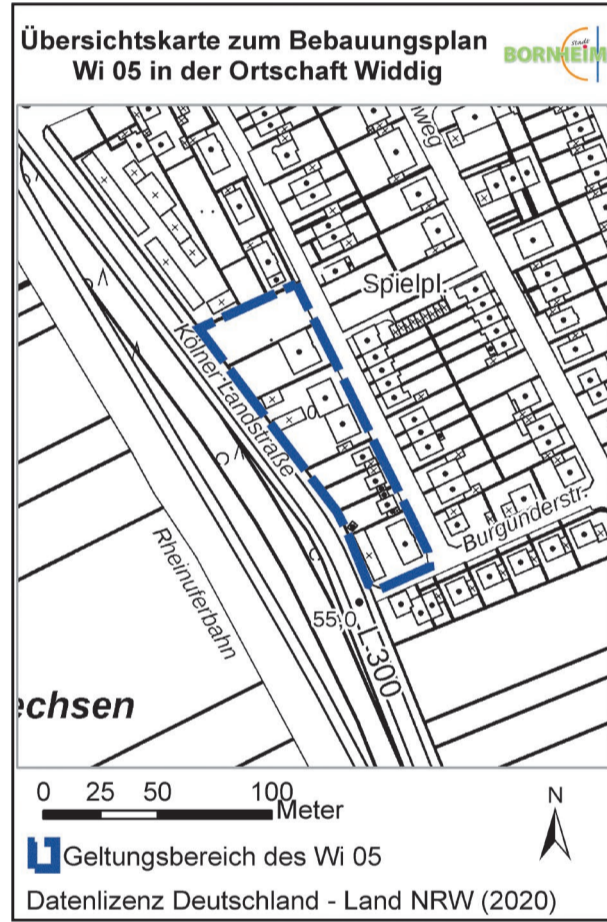 Übersichtskarte zum Bebauungsplan
Wi 05 in der Ortschaft Widdig
Stadt
BORNHEIM
weg
Spielpl.
Kölner Landstraße
Burgunderstr.
Rheinuferbahn
55,0
L 300
echsen
0 25 50 100
Meter
N
Geltungsbereich des Wi 05
Datenlizenz Deutschland - Land NRW (2020)